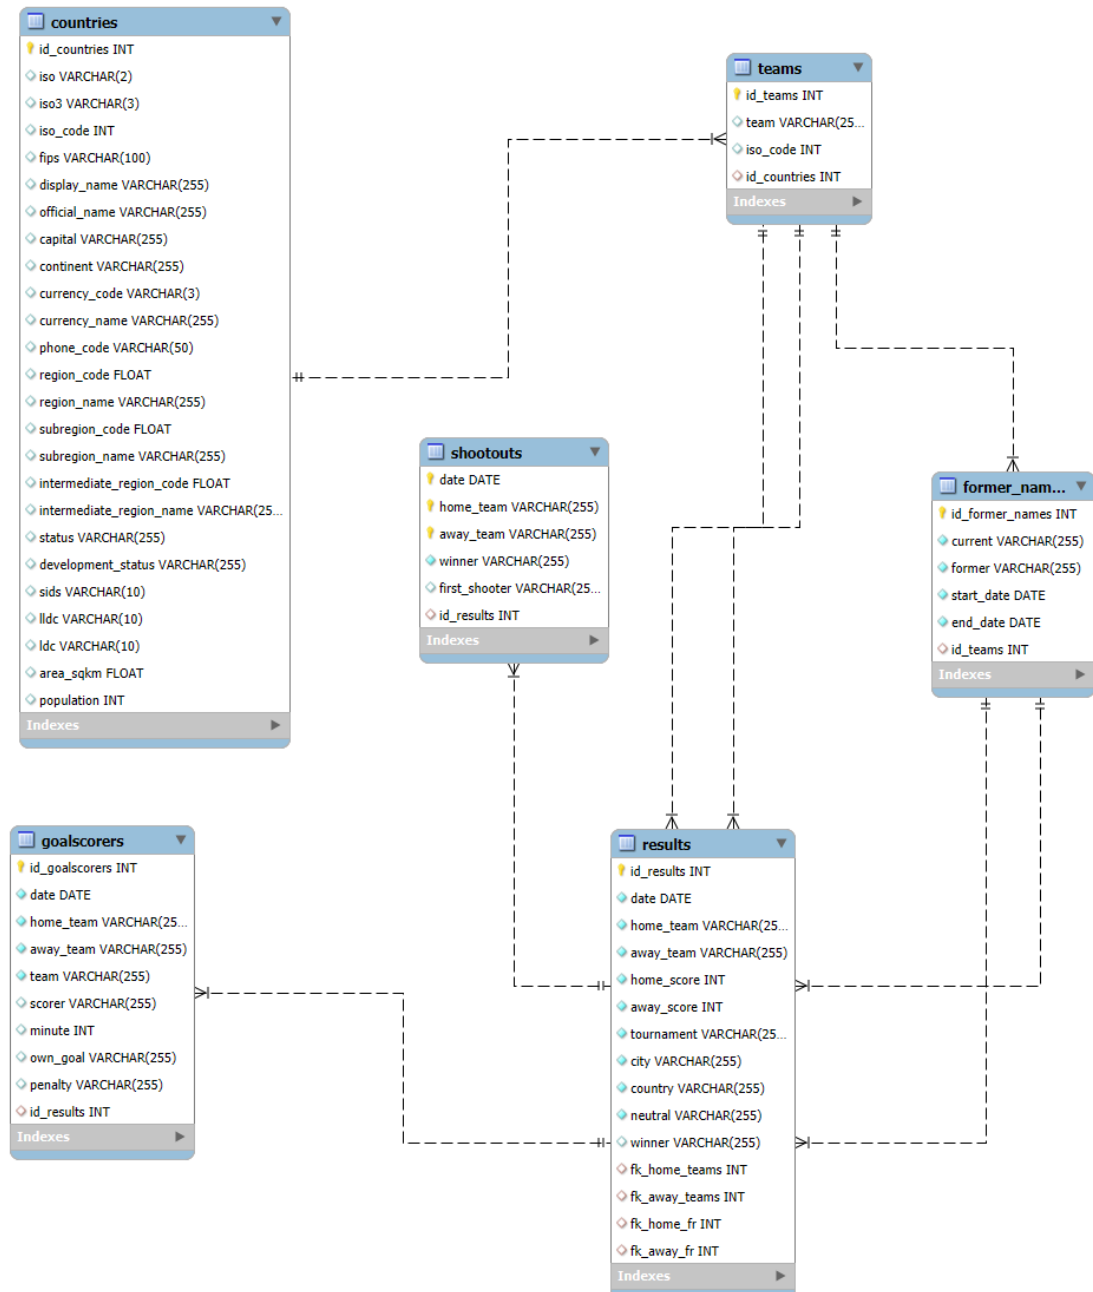 countries
id_countries INT
iso VARCHAR(2)
iso3 VARCHAR(3)
iso_code INT
fips VARCHAR(100)
display_name VARCHAR(255)
official_name VARCHAR(255)
capital VARCHAR(255)
continent VARCHAR(255)
currency_code VARCHAR(3)
currency_name VARCHAR(255)
phone_code VARCHAR(50)
region_code FLOAT
region_name VARCHAR(255)
subregion_code FLOAT
subregion_name VARCHAR(255)
intermediate_region_code FLOAT
intermediate_region_name VARCHAR(25...
status VARCHAR(255)
development_status VARCHAR(255)
sids VARCHAR(10)
lldc VARCHAR(10)
ldc VARCHAR(10)
area_sqkm FLOAT
population INT
Indexes
teams
id_teams INT
team VARCHAR(25...
iso_code INT
id_countries INT
Indexes
shootouts
date DATE
home_team VARCHAR(255)
away_team VARCHAR(255)
winner VARCHAR(255)
first_shooter VARCHAR(25...
id_results INT
Indexes
former_nam...
id_former_names INT
current VARCHAR(255)
former VARCHAR(255)
start_date DATE
end_date DATE
id_teams INT
Indexes
goalscorers
id_goalscorers INT
date DATE
home_team VARCHAR(25...
away_team VARCHAR(255)
team VARCHAR(255)
scorer VARCHAR(255)
minute INT
own_goal VARCHAR(255)
penalty VARCHAR(255)
id_results INT
Indexes
results
id_results INT
date DATE
home_team VARCHAR(25...
away_team VARCHAR(255)
home_score INT
away_score INT
tournament VARCHAR(25...
city VARCHAR(255)
country VARCHAR(255)
neutral VARCHAR(255)
winner VARCHAR(255)
fk_home_teams INT
fk_away_teams INT
fk_home_fr INT
fk_away_fr INT
Indexes